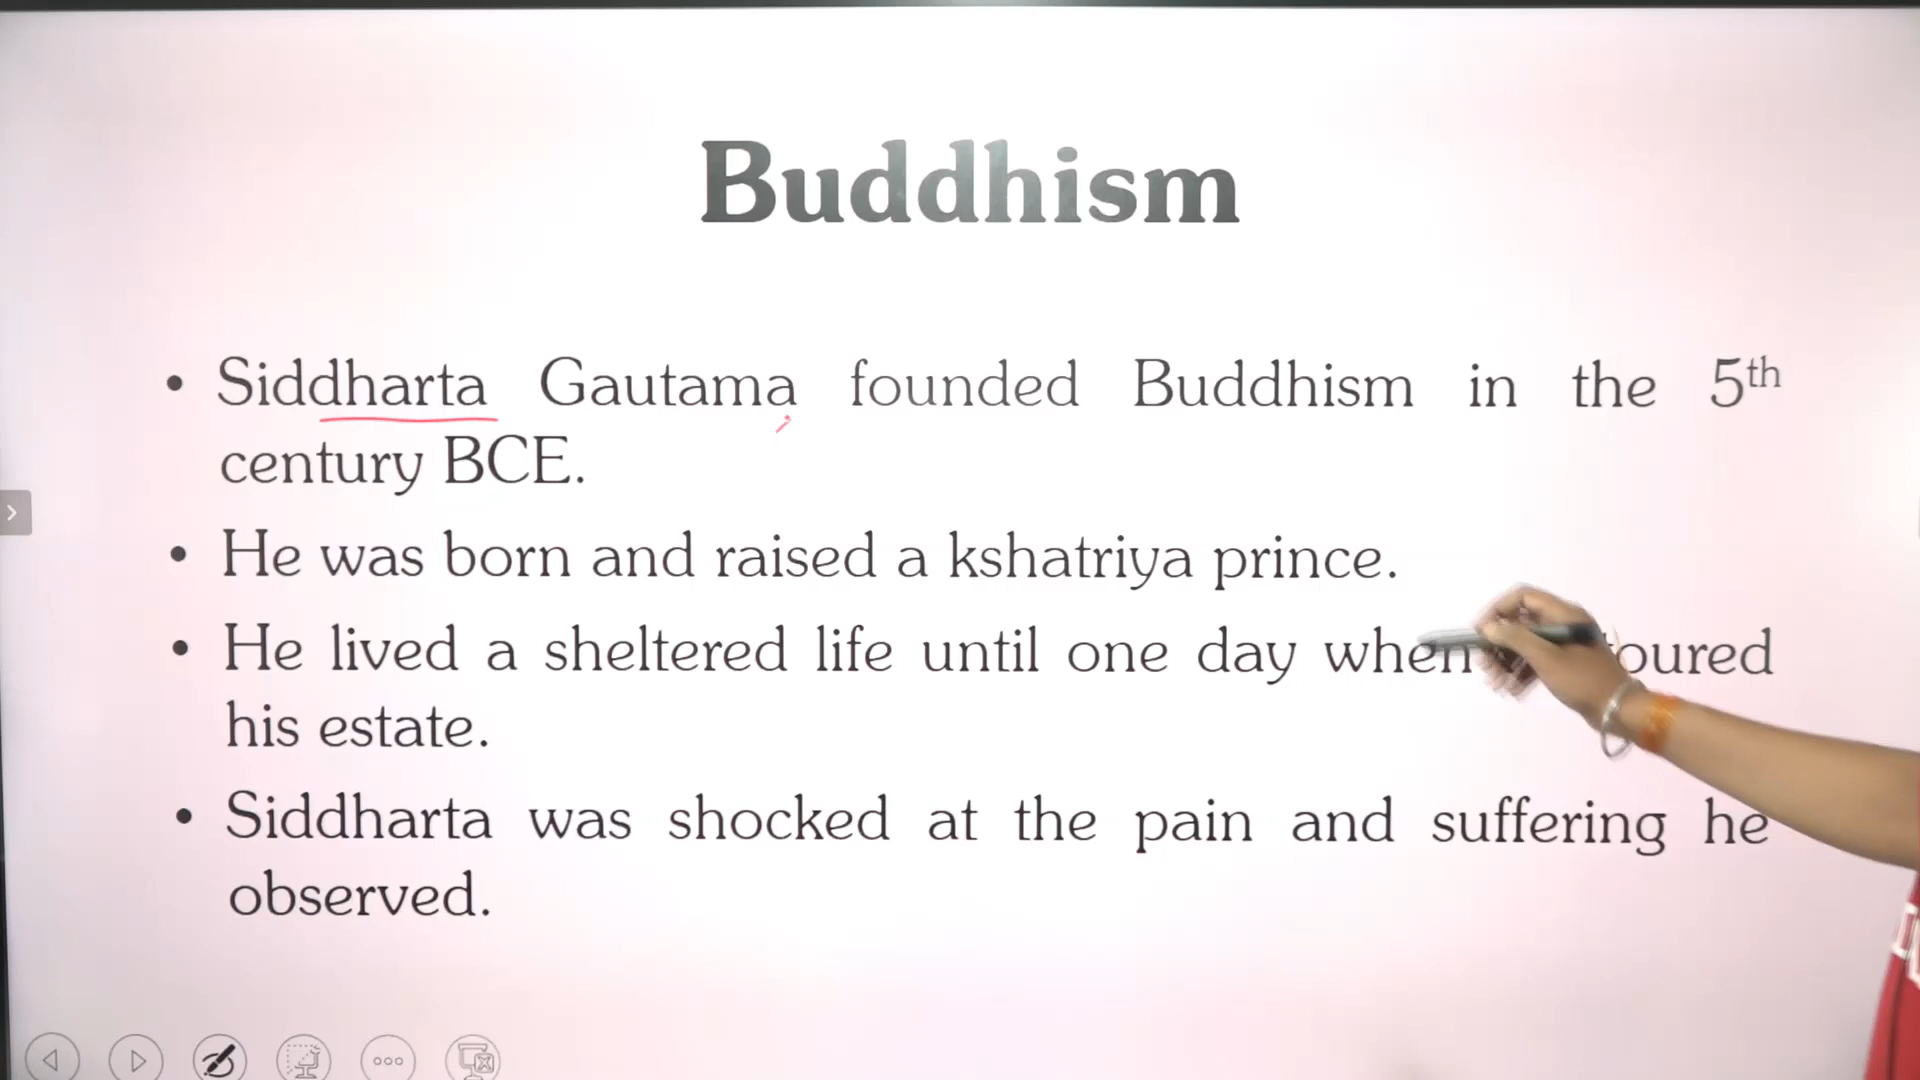 Buddhism
• Siddharta Gautama founded Buddhism in the 5th
century BCE.
• He was born and raised a kshatriya prince.
• He lived a sheltered life until one day when toured
his estate.
• Siddharta was shocked at the pain and suffering he
observed.